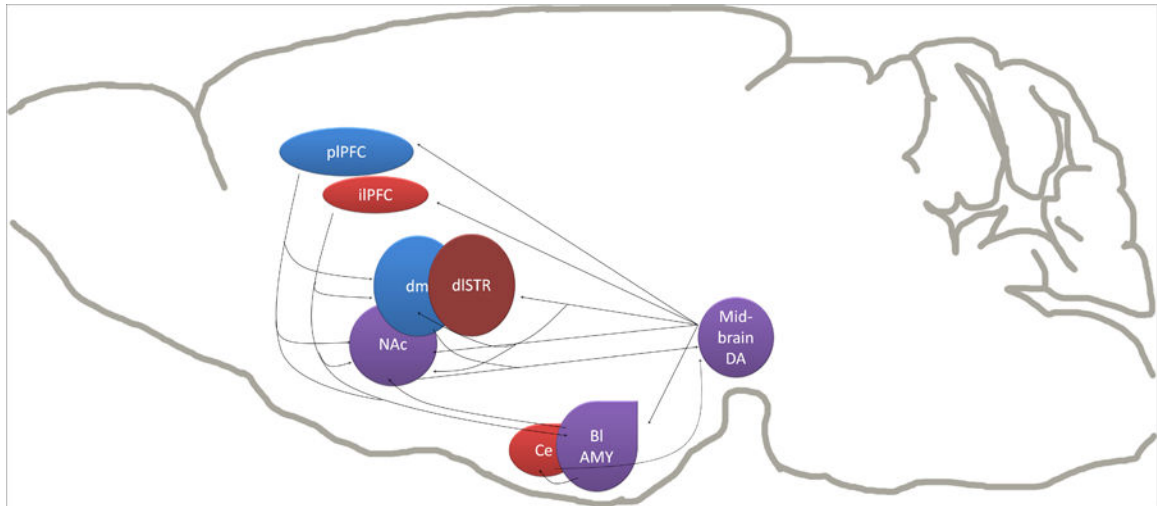 plPFC
ilPFC
dm
dlSTR
NAc
Mid-
brain
DA
Ce
Bl
AMY